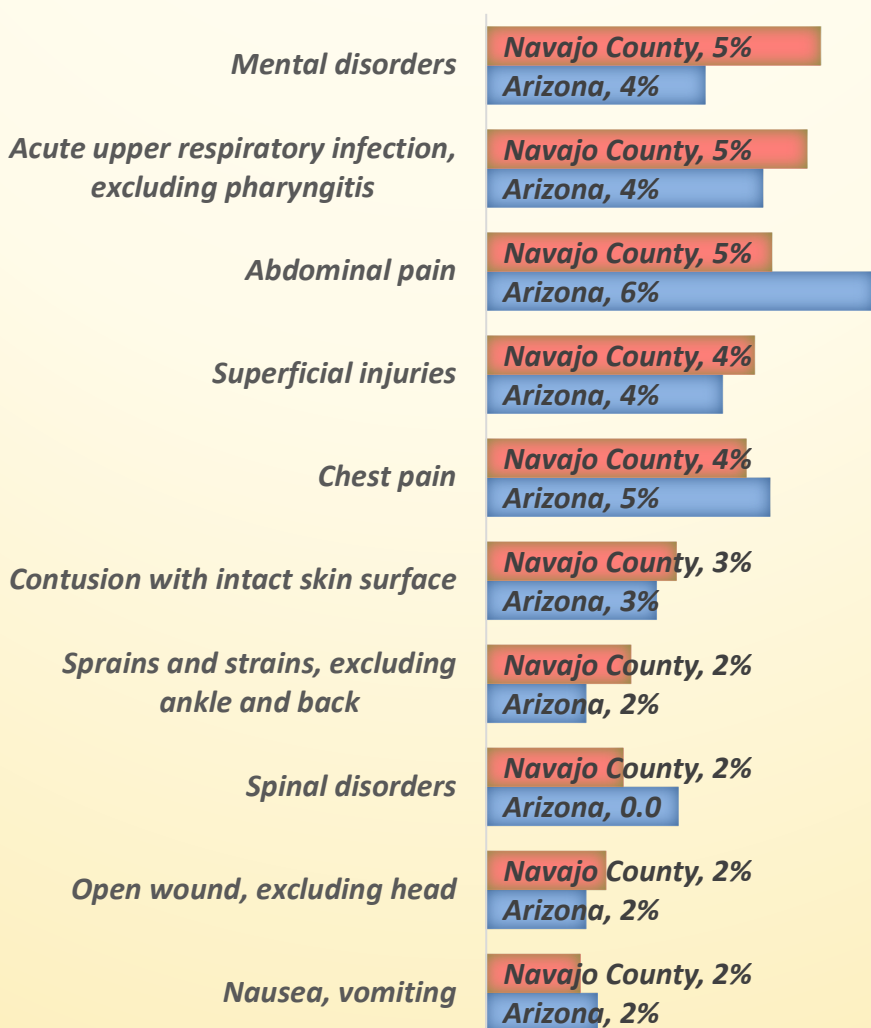 Mental disorders
Navajo County, 5%
Arizona, 4%
Acute upper respiratory infection,
excluding pharyngitis
Navajo County, 5%
Arizona, 4%
Abdominal pain
Navajo County, 5%
Arizona, 6%
Superficial injuries
Navajo County, 4%
Arizona, 4%
Chest pain
Navajo County, 4%
Arizona, 5%
Contusion with intact skin surface
Navajo County, 3%
Arizona, 3%
Sprains and strains, excluding
ankle and back
Navajo County, 2%
Arizona, 2%
Spinal disorders
Navajo County, 2%
Arizona, 0.0
Open wound, excluding head
Navajo County, 2%
Arizona, 2%
Nausea, vomiting
Navajo County, 2%
Arizona, 2%